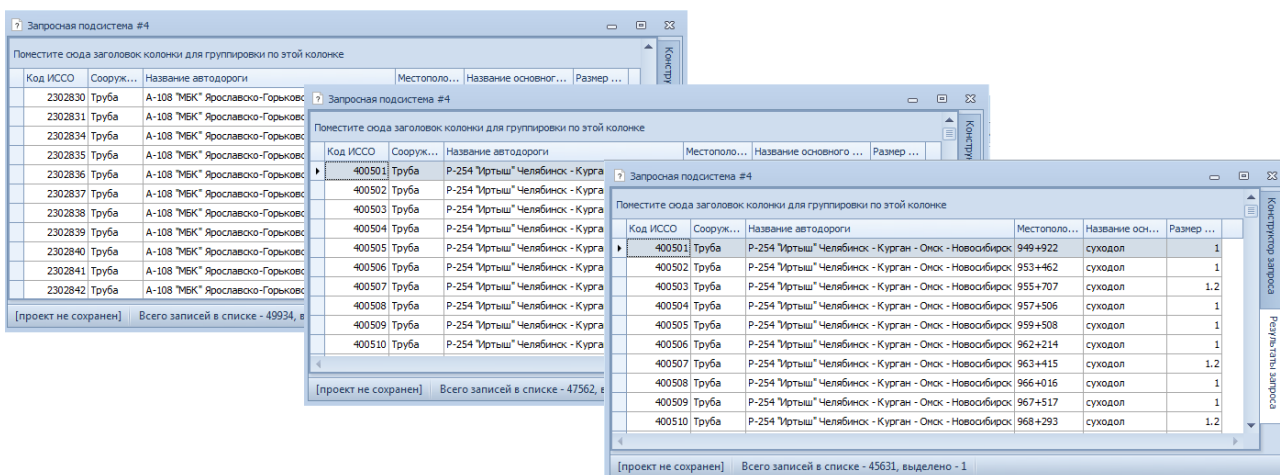 Запросная подсистема #4
Поместите сюда заголовок колонки для группировки по этой колонке
Код ИССО Сооруж... Название автодороги Местополо... Название основног... Размер ...
2302830 Труба А-108 "МБК" Ярославско-Горьковс
2302831 Труба А-108 "МБК" Ярославско-Горьковс
2302834 Труба А-108 "МБК" Ярославско-Горьковс
2302835 Труба А-108 "МБК" Ярославско-Горьковс
2302836 Труба А-108 "МБК" Ярославско-Горьковс
2302837 Труба А-108 "МБК" Ярославско-Горьковс
2302838 Труба А-108 "МБК" Ярославско-Горьковс
2302839 Труба А-108 "МБК" Ярославско-Горьковс
2302840 Труба А-108 "МБК" Ярославско-Горьковс
2302841 Труба А-108 "МБК" Ярославско-Горьковс
2302842 Труба А-108 "МБК" Ярославско-Горьковс
[проект не сохранен] Всего записей в списке - 49934, в
Констру
Запросная подсистема #4
Поместите сюда заголовок колонки для группировки по этой колонке
Код ИССО Сооруж... Название автодороги Местополо... Название основного ... Размер ...
400501 Труба Р-254 "Иртыш" Челябинск - Курга
400502 Труба Р-254 "Иртыш" Челябинск - Курга
400503 Труба Р-254 "Иртыш" Челябинск - Курга
400504 Труба Р-254 "Иртыш" Челябинск - Курга
400505 Труба Р-254 "Иртыш" Челябинск - Курга
400506 Труба Р-254 "Иртыш" Челябинск - Курга
400507 Труба Р-254 "Иртыш" Челябинск - Курга
400508 Труба Р-254 "Иртыш" Челябинск - Курга
400509 Труба Р-254 "Иртыш" Челябинск - Курга
400510 Труба Р-254 "Иртыш" Челябинск - Курга
[проект не сохранен] Всего записей в списке - 47562, в
Констру
Запросная подсистема #4
Поместите сюда заголовок колонки для группировки по этой колонке
Код ИССО Сооруж... Название автодороги Местополо... Название осн... Размер ...
400501 Труба Р-254 "Иртыш" Челябинск - Курган - Омск - Новосибирск 949+922 суходол 1
400502 Труба Р-254 "Иртыш" Челябинск - Курган - Омск - Новосибирск 953+462 суходол 1
400503 Труба Р-254 "Иртыш" Челябинск - Курган - Омск - Новосибирск 955+707 суходол 1.2
400504 Труба Р-254 "Иртыш" Челябинск - Курган - Омск - Новосибирск 957+506 суходол 1
400505 Труба Р-254 "Иртыш" Челябинск - Курган - Омск - Новосибирск 959+508 суходол 1
400506 Труба Р-254 "Иртыш" Челябинск - Курган - Омск - Новосибирск 962+214 суходол 1
400507 Труба Р-254 "Иртыш" Челябинск - Курган - Омск - Новосибирск 963+415 суходол 1.2
400508 Труба Р-254 "Иртыш" Челябинск - Курган - Омск - Новосибирск 966+016 суходол 1
400509 Труба Р-254 "Иртыш" Челябинск - Курган - Омск - Новосибирск 967+517 суходол 1
400510 Труба Р-254 "Иртыш" Челябинск - Курган - Омск - Новосибирск 968+293 суходол 1.2
[проект не сохранен] Всего записей в списке - 45631, выделено - 1
Конструктор запроса
Результаты запроса